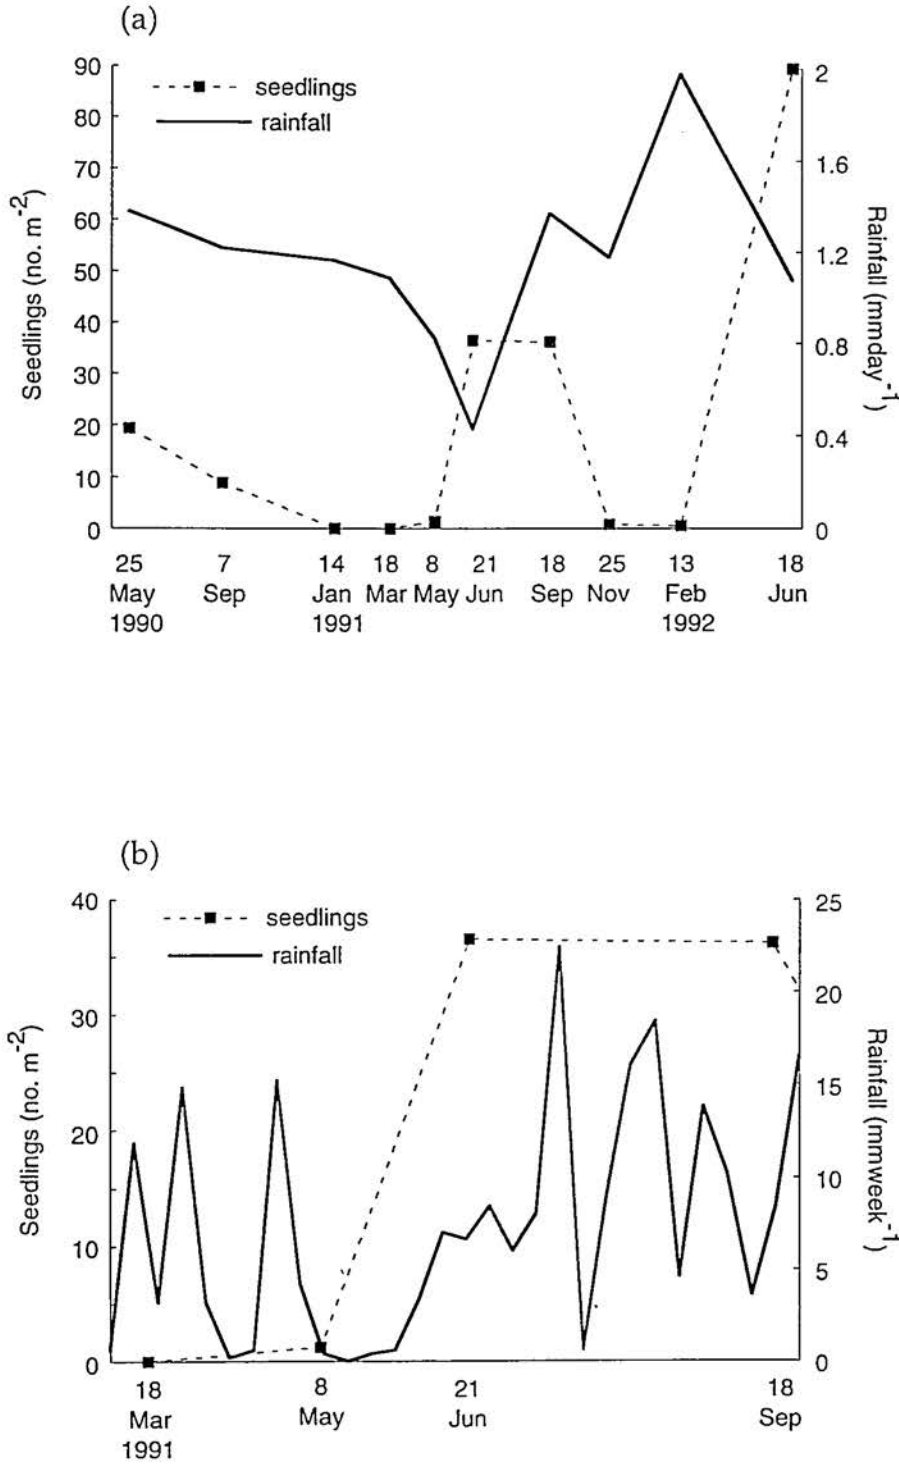 (a)
90
80
70
60
50
40
30
20
10
0
Seedlings (no. m-2)
seedlings
rainfall
2
1.6
1.2
0.8
0.4
0
Rainfall (mmday-1)
25 7 14 18 8 21 18 25 13 18
May Sep Jan Mar May Jun Sep Nov Feb Jun
1990 1991 1992
(b)
40
30
20
10
0
Seedlings (no. m-2)
seedlings
rainfall
25
20
15
10
5
0
Rainfall (mmweek-1)
18 8 21 18
Mar May Jun Sep
1991